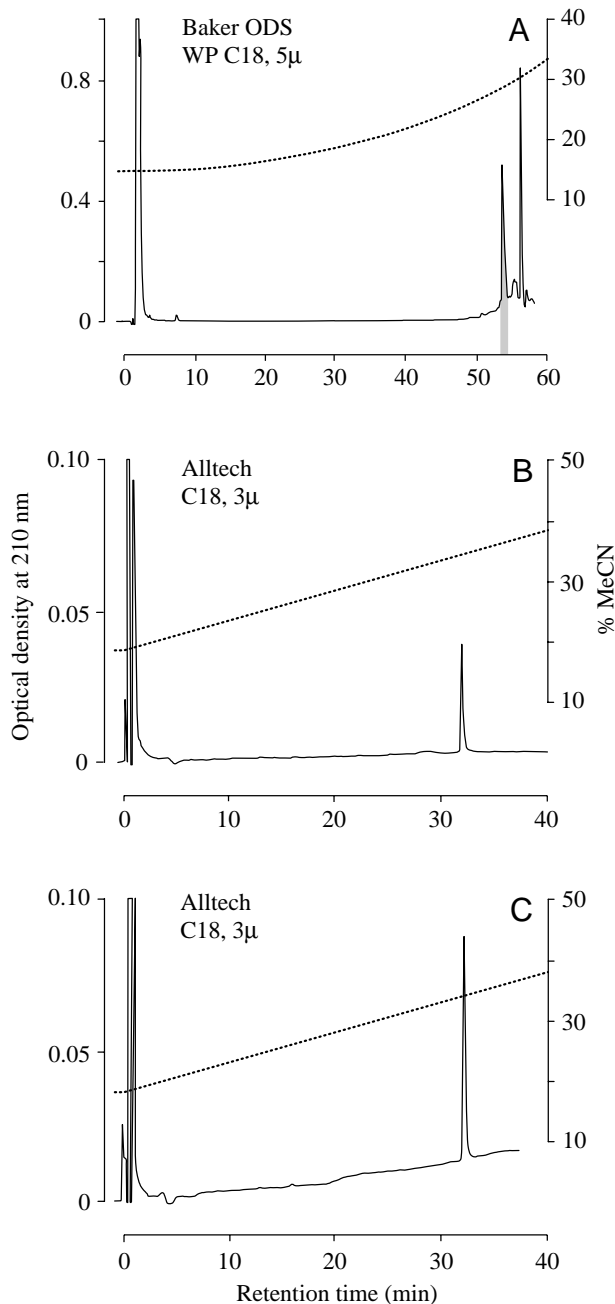 Baker ODS
WP C18, 5μ
A
0.8
0.4
0
40
30
20
10
0 10 20 30 40 50 60
Alltech
C18, 3μ
B
0.10
0.05
0
50
30
10
0 10 20 30 40
Optical density at 210 nm
% MeCN
Alltech
C18, 3μ
C
0.10
0.05
0
50
30
10
0 10 20 30 40
Retention time (min)